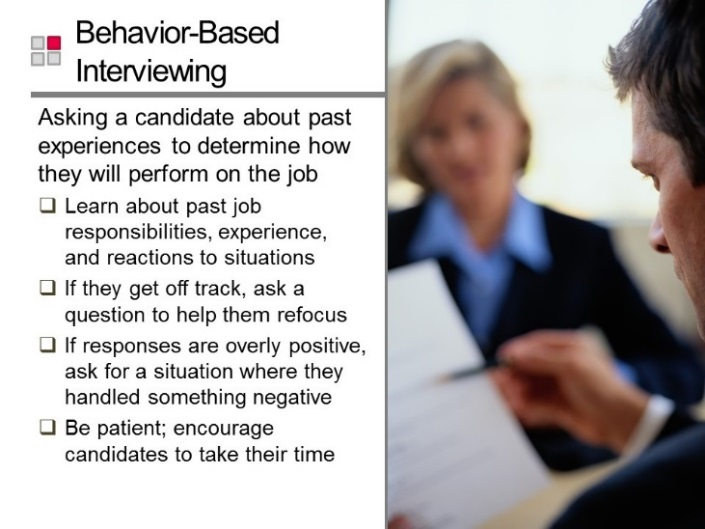 Behavior-Based
Interviewing
Asking a candidate about past
experiences to determine how
they will perform on the job
❑ Learn about past job
responsibilities, experience,
and reactions to situations
❑ If they get off track, ask a
question to help them refocus
❑ If responses are overly positive,
ask for a situation where they
handled something negative
❑ Be patient; encourage
candidates to take their time